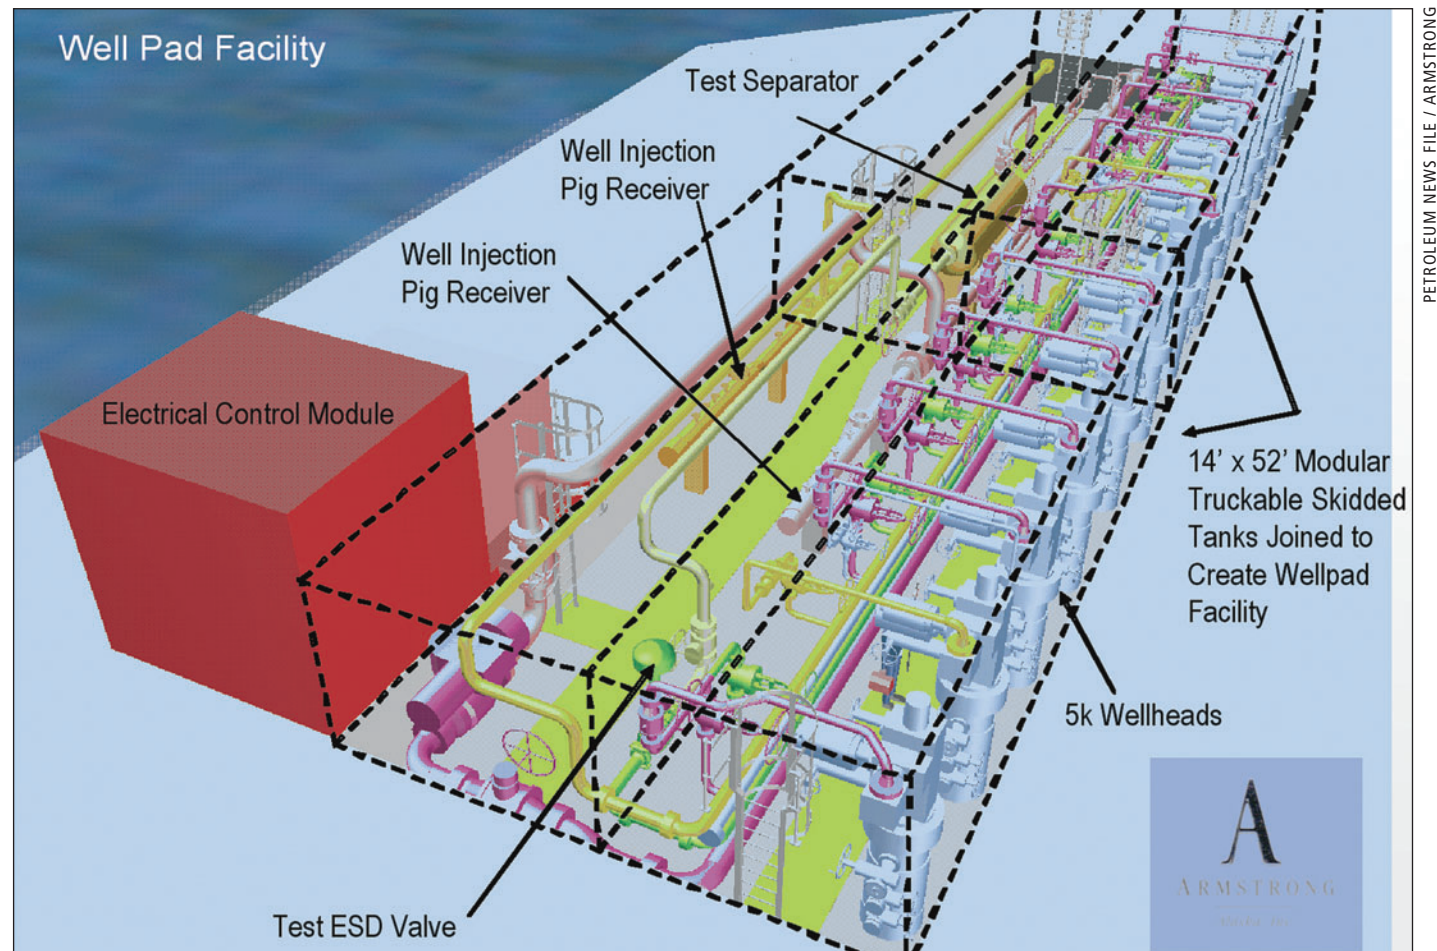 Well Pad Facility
Test Separator
Well Injection
Pig Receiver
Well Injection
Pig Receiver
Electrical Control Module
14' x 52' Modular
Truckable Skidded
Tanks Joined to
Create Wellpad
Facility
5k Wellheads
Test ESD Valve
A
ARMSTRONG
PETROLEUM NEWS FILE / ARMSTRONG